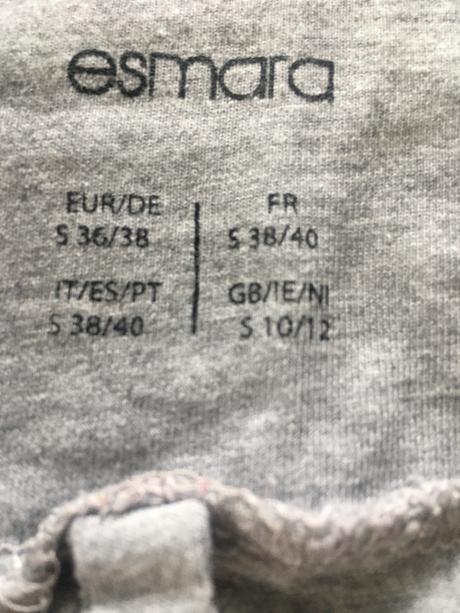 esmara
EUR/DE
S 36/38
FR
S 38/40
IT/ES/PT
S 38/40
GB/IE/NI
S 10/12